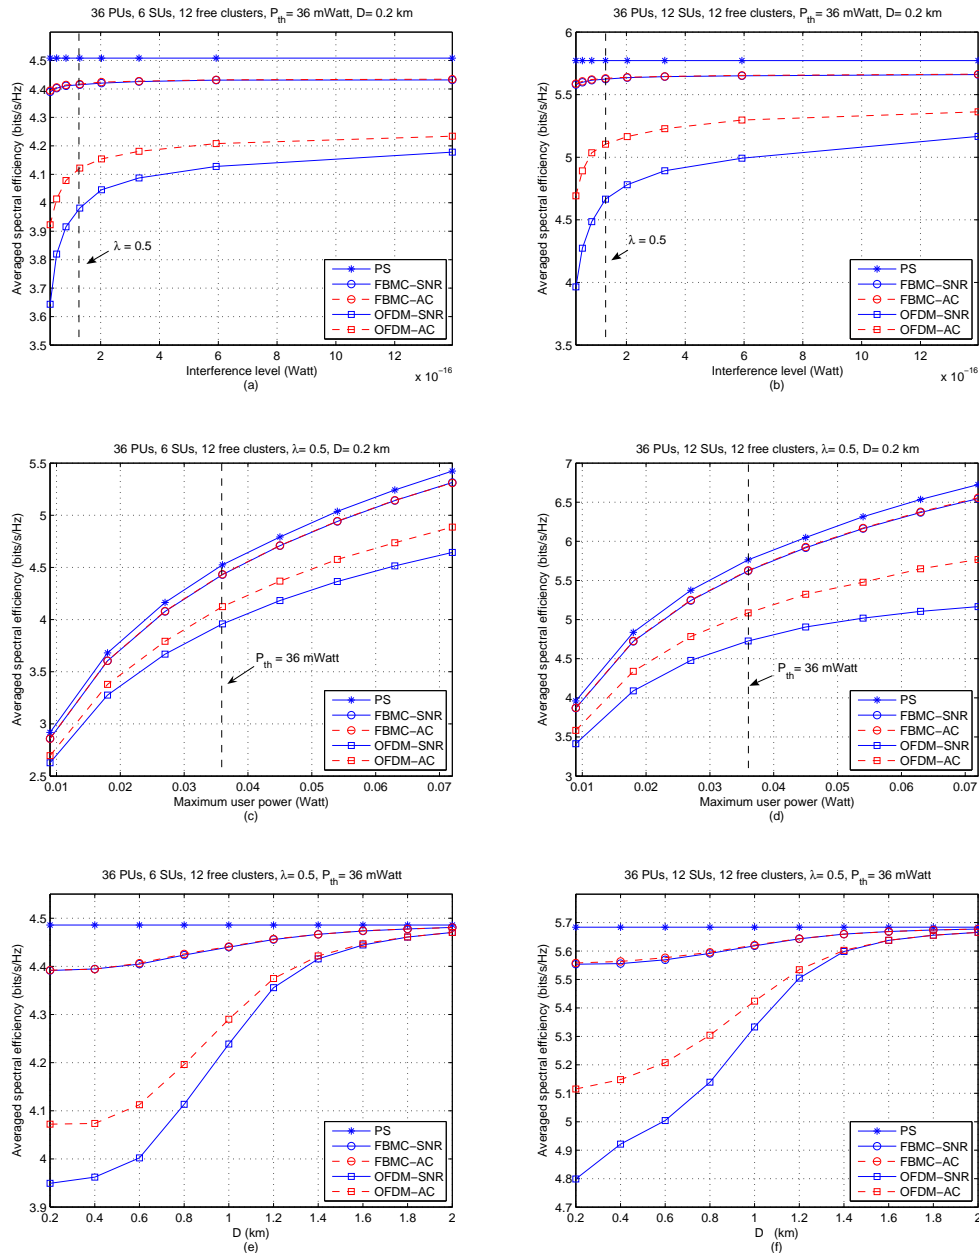 36 PUs, 6 SUs, 12 free clusters, P_th = 36 mWatt, D= 0.2 km
Averaged spectral efficiency (bits/s/Hz)
4.5
4.4
4.3
4.2
4.1
4
3.9
3.8
3.7
3.6
3.5
λ = 0.5
PS
FBMC−SNR
FBMC−AC
OFDM−SNR
OFDM−AC
2 4 6 8 10 12
x 10^−16
Interference level (Watt)
(a)
36 PUs, 12 SUs, 12 free clusters, P_th = 36 mWatt, D= 0.2 km
Averaged spectral efficiency (bits/s/Hz)
6
5.5
5
4.5
4
3.5
λ = 0.5
PS
FBMC−SNR
FBMC−AC
OFDM−SNR
OFDM−AC
2 4 6 8 10 12
x 10^−16
Interference level (Watt)
(b)
36 PUs, 6 SUs, 12 free clusters, λ= 0.5, D= 0.2 km
Averaged spectral efficiency (bits/s/Hz)
5.5
5
4.5
4
3.5
3
2.5
P_th = 36 mWatt
PS
FBMC−SNR
FBMC−AC
OFDM−SNR
OFDM−AC
0.01 0.02 0.03 0.04 0.05 0.06 0.07
Maximum user power (Watt)
(c)
36 PUs, 12 SUs, 12 free clusters, λ= 0.5, D= 0.2 km
Averaged spectral efficiency (bits/s/Hz)
7
6.5
6
5.5
5
4.5
4
3.5
3
P_th = 36 mWatt
PS
FBMC−SNR
FBMC−AC
OFDM−SNR
OFDM−AC
0.01 0.02 0.03 0.04 0.05 0.06 0.07
Maximum user power (Watt)
(d)
36 PUs, 6 SUs, 12 free clusters, λ= 0.5, P_th = 36 mWatt
Averaged spectral efficiency (bits/s/Hz)
4.5
4.4
4.3
4.2
4.1
4
3.9
PS
FBMC−SNR
FBMC−AC
OFDM−SNR
OFDM−AC
0.2 0.4 0.6 0.8 1 1.2 1.4 1.6 1.8 2
D (km)
(e)
36 PUs, 12 SUs, 12 free clusters, λ= 0.5, P_th = 36 mWatt
Averaged spectral efficiency (bits/s/Hz)
5.7
5.6
5.5
5.4
5.3
5.2
5.1
5
4.9
4.8
4.7
PS
FBMC−SNR
FBMC−AC
OFDM−SNR
OFDM−AC
0.2 0.4 0.6 0.8 1 1.2 1.4 1.6 1.8 2
D (km)
(f)